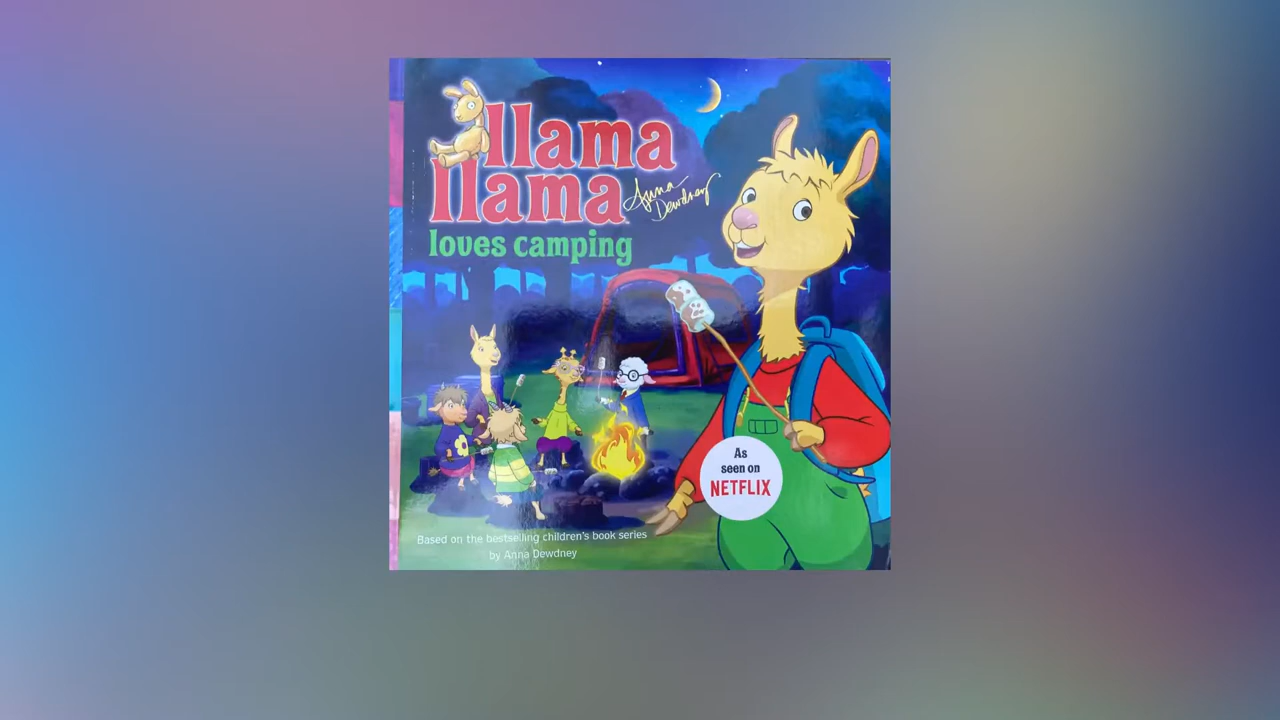 llama
llama
Anna
Dewdney
loves camping
As
seen on
NETFLIX
Based on the bestselling children's book series
by Anna Dewdney